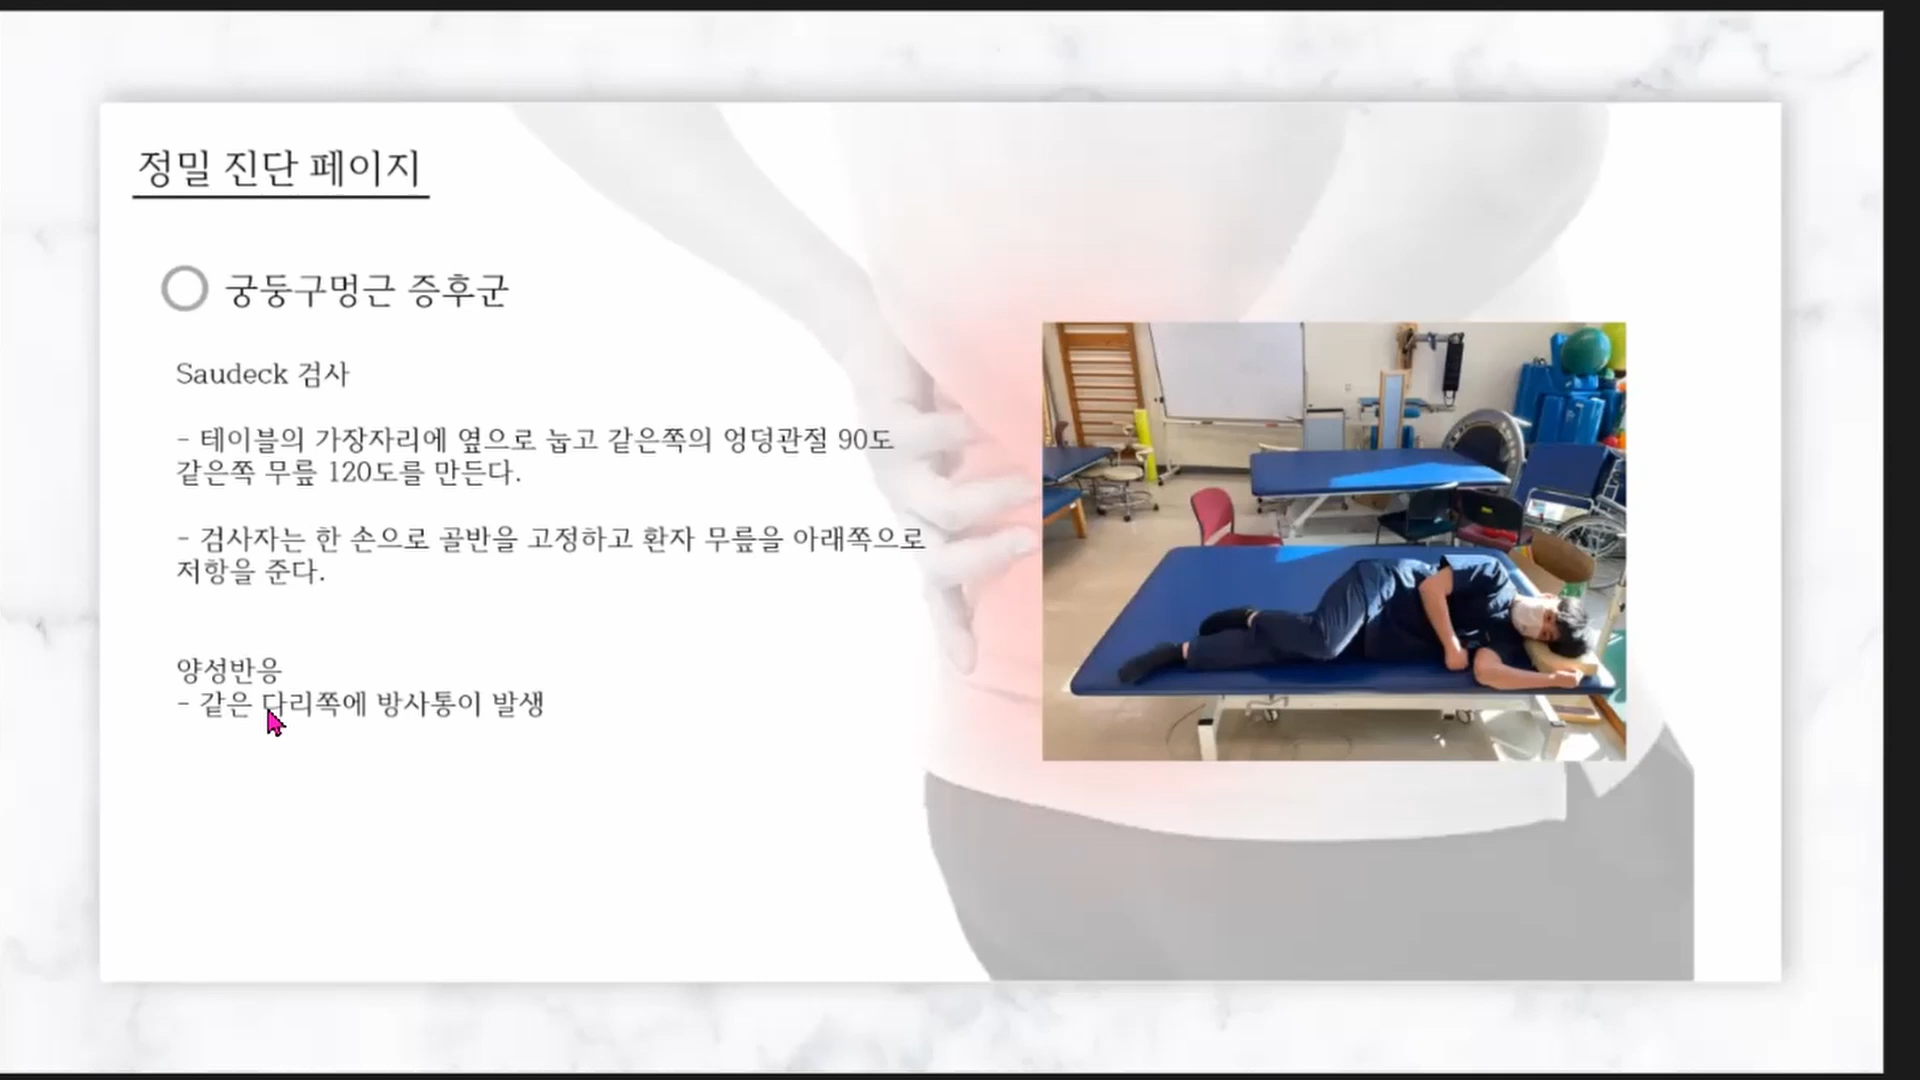 정밀 진단 페이지
궁둥구멍근 증후군
Saudeck 검사
- 테이블의 가장자리에 옆으로 눕고 같은쪽의 엉덩관절 90도
같은쪽 무릎 120도를 만든다.
- 검사자는 한 손으로 골반을 고정하고 환자 무릎을 아래쪽으로
저항을 준다.
양성반응
- 같은 다리쪽에 방사통이 발생